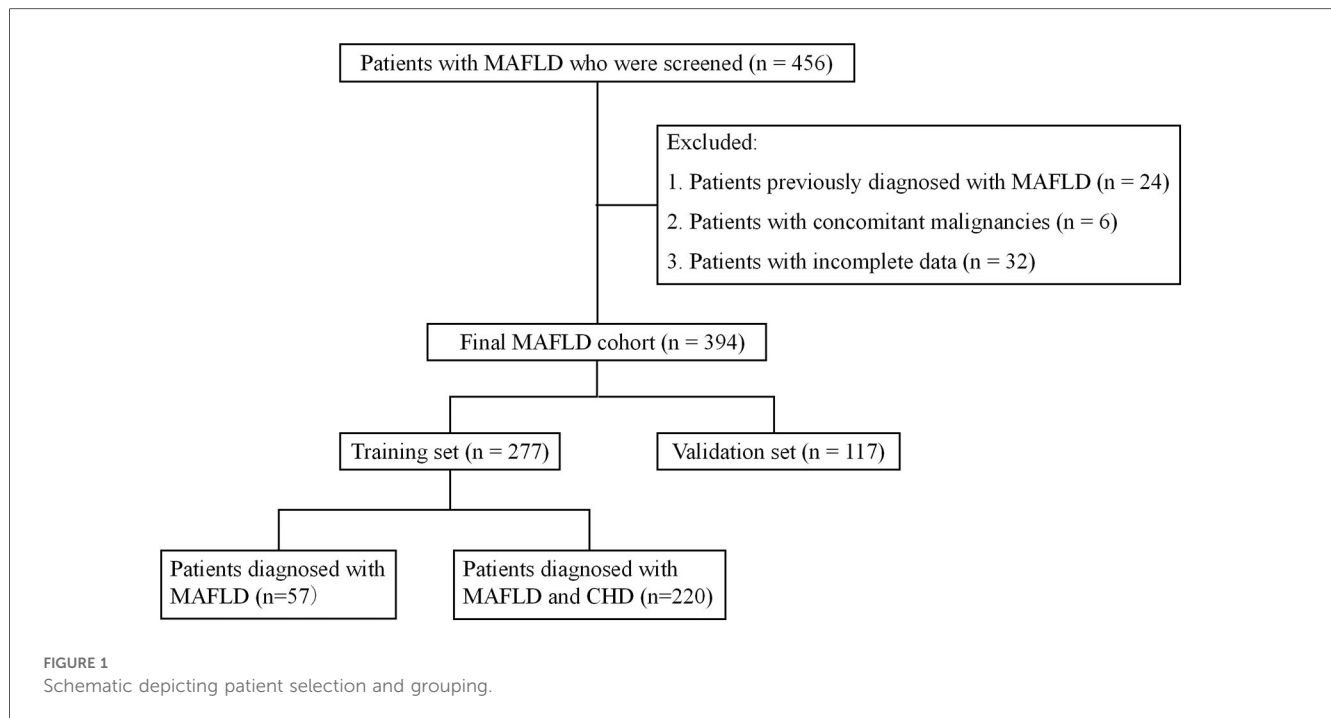 Patients with MAFLD who were screened (n = 456)
Excluded:
1. Patients previously diagnosed with MAFLD (n = 24)
2. Patients with concomitant malignancies (n = 6)
3. Patients with incomplete data (n = 32)
Final MAFLD cohort (n = 394)
Training set (n = 277)
Validation set (n = 117)
Patients diagnosed with
MAFLD (n=57）
Patients diagnosed with
MAFLD and CHD (n=220)
FIGURE 1
Schematic depicting patient selection and grouping.